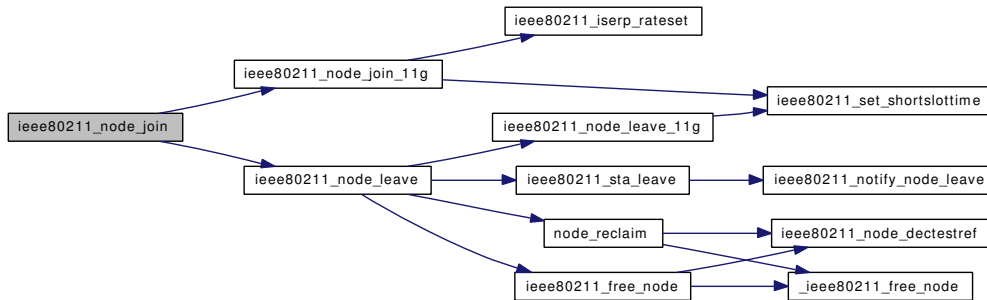 ieee80211_iserp_rateset
ieee80211_node_join_11g
ieee80211_set_shortslottime
ieee80211_node_join
ieee80211_node_leave_11g
ieee80211_node_leave
ieee80211_sta_leave
ieee80211_notify_node_leave
node_reclaim
ieee80211_node_dectestref
ieee80211_free_node
_ieee80211_free_node